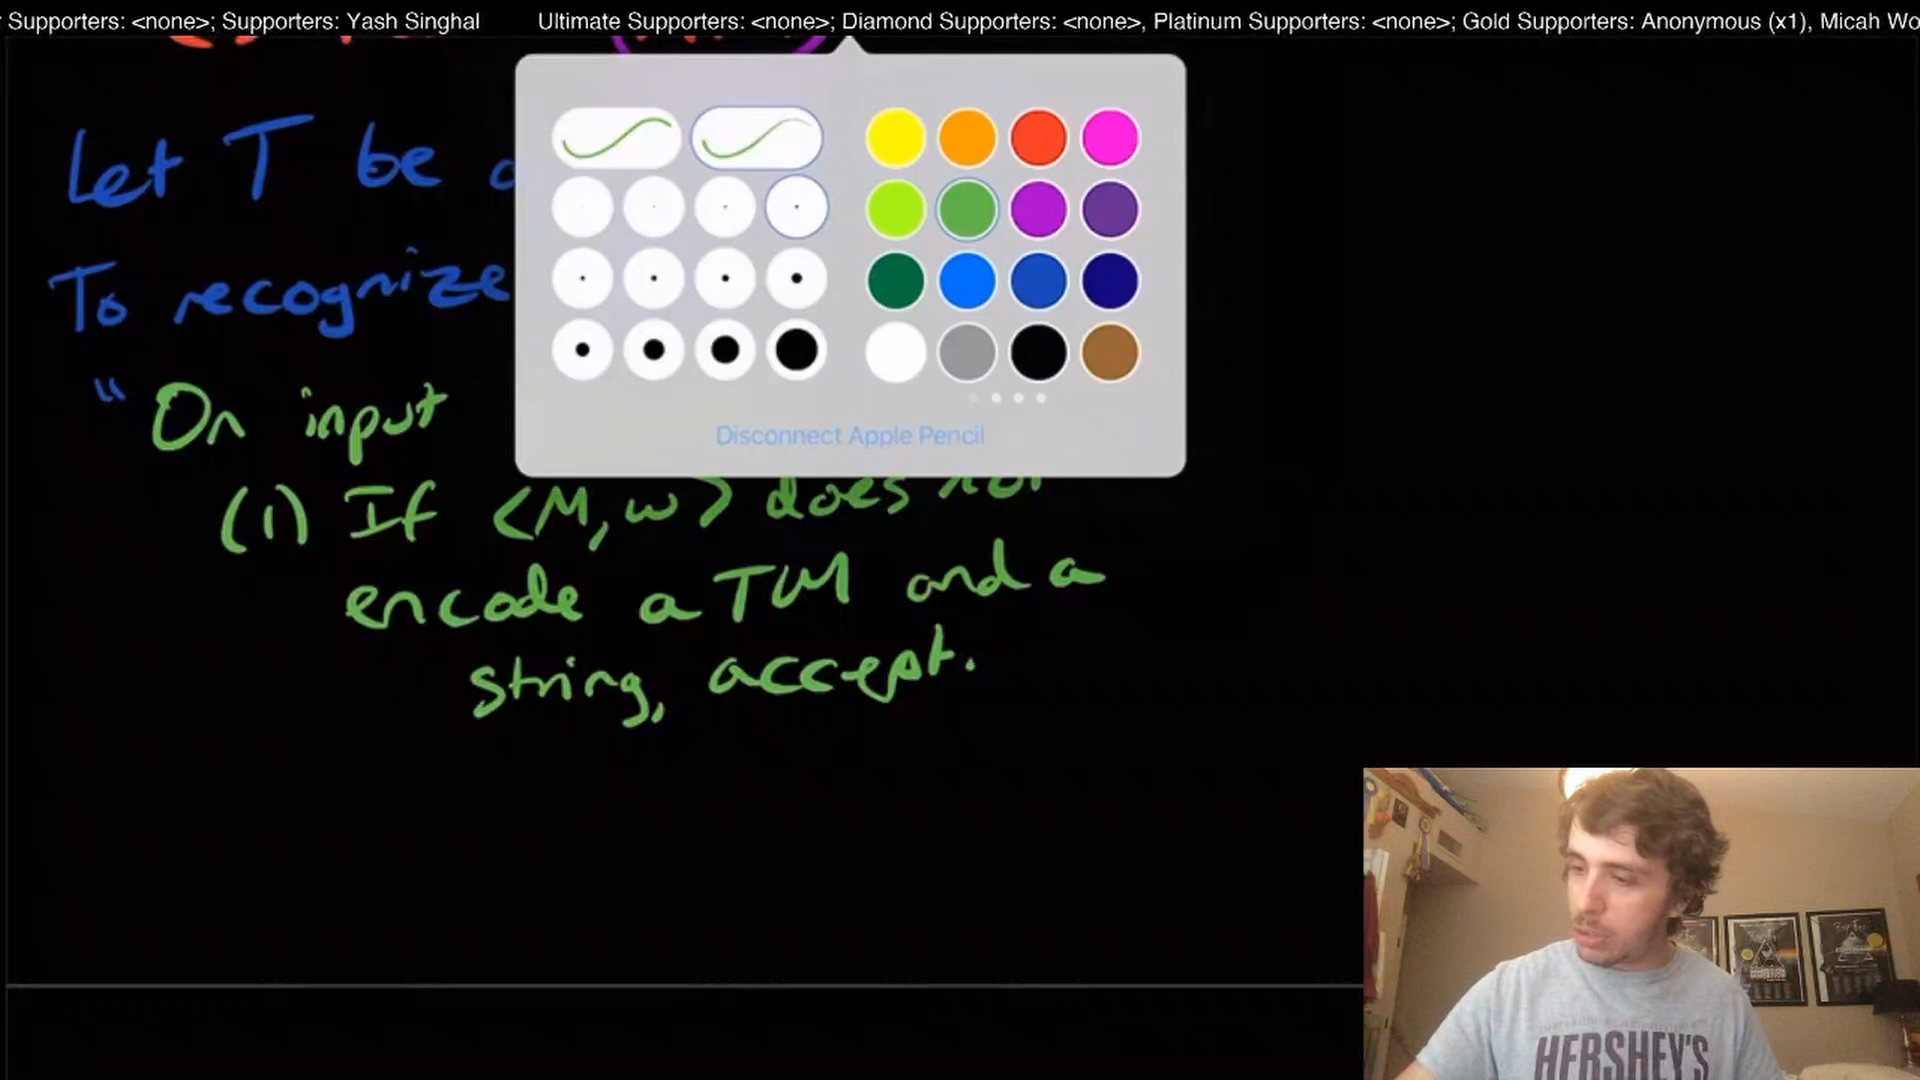 Supporters: <none>; Supporters: Yash Singhal Ultimate Supporters: <none>; Diamond Supporters: <none>, Platinum Supporters: <none>; Gold Supporters: Anonymous (x1), Micah Wo
Let T be a
To recognize
" On input
(1) If <M, w> does not
encode a TM and a
string, accept.
Disconnect Apple Pencil
HERSHEY'S